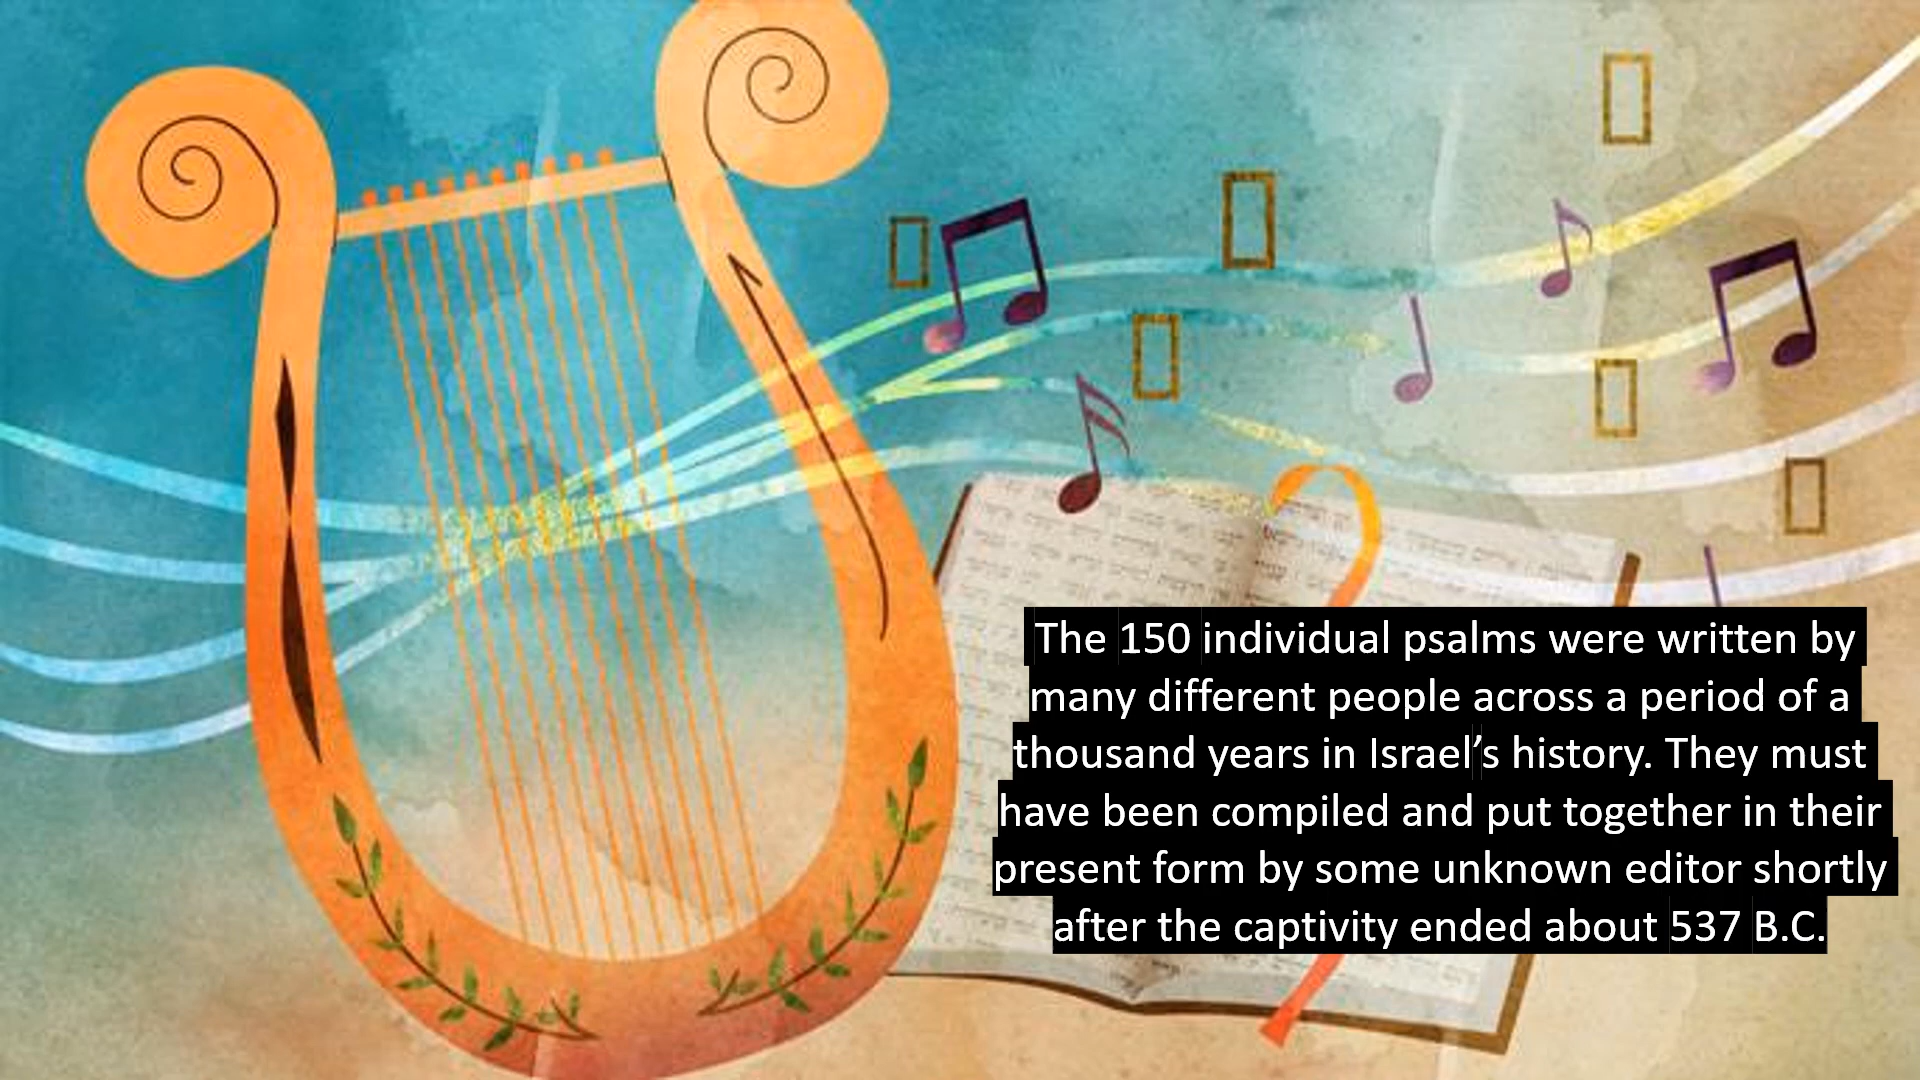 The 150 individual psalms were written by
many different people across a period of a
thousand years in Israel’s history. They must
have been compiled and put together in their
present form by some unknown editor shortly
after the captivity ended about 537 B.C.